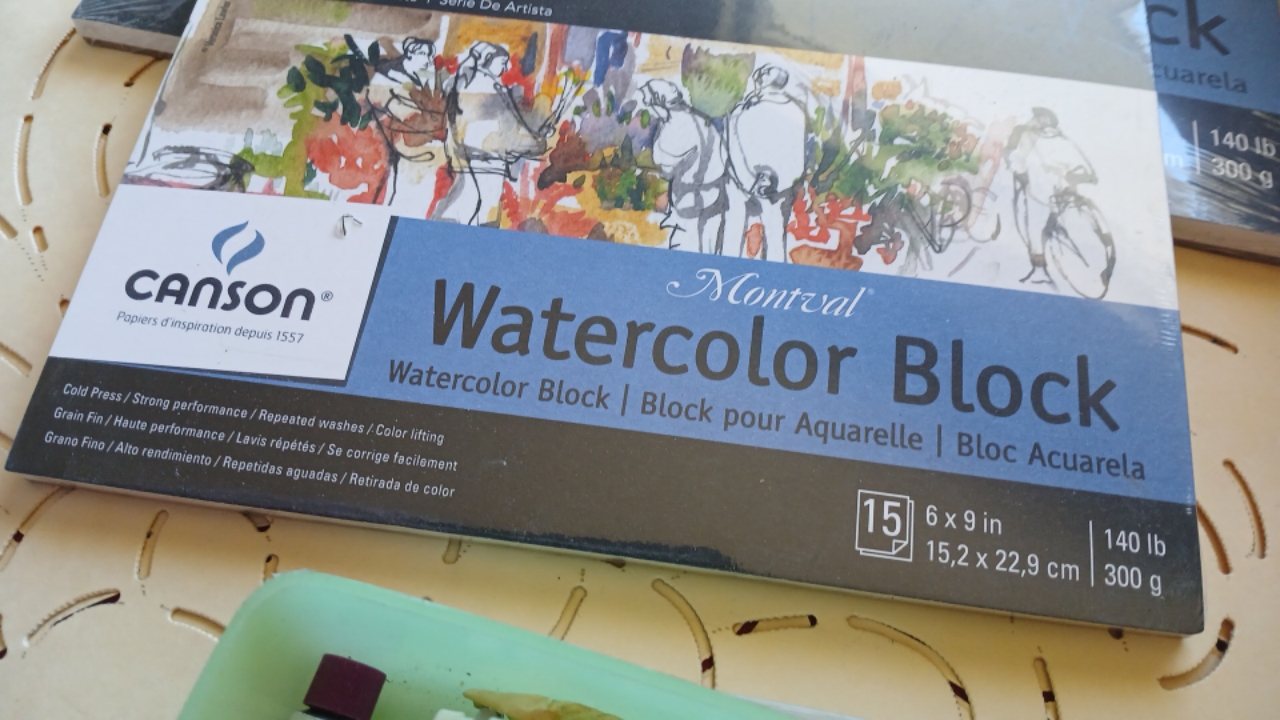 Serie De Artista
ck
cuarela
140 lb
300 g
m
CANSON®
Papiers d'inspiration depuis 1557
Montval®
Watercolor Block
Watercolor Block | Block pour Aquarelle | Bloc Acuarela
Cold Press / Strong performance / Repeated washes / Color lifting
Grain Fin / Haute performance / Lavis répétés / Se corrige facilement
Grano Fino / Alto rendimiento / Repetidas aguadas / Retirada de color
15
6 x 9 in
15,2 x 22,9 cm
140 lb
300 g